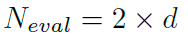 N_{eval} = 2 × d